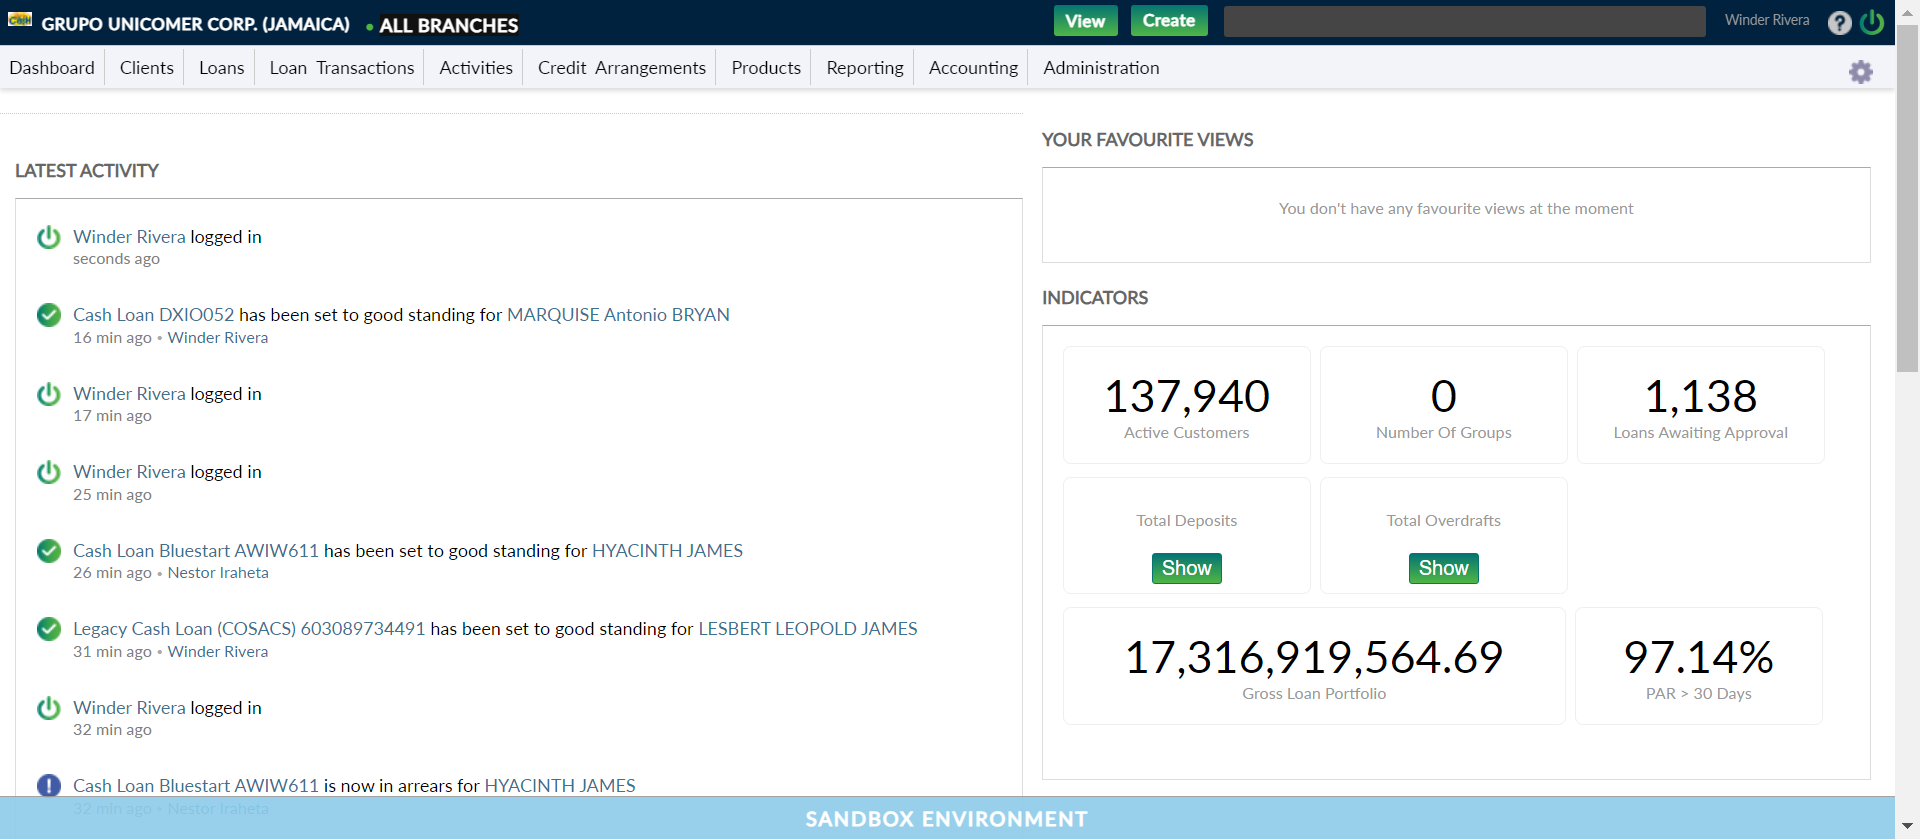 Cash GRUPO UNICOMER CORP. (JAMAICA) • ALL BRANCHES View Create Winder Rivera ?
Dashboard Clients Loans Loan Transactions Activities Credit Arrangements Products Reporting Accounting Administration
LATEST ACTIVITY
Winder Rivera logged in
seconds ago
Cash Loan DXIO052 has been set to good standing for MARQUISE Antonio BRYAN
16 min ago • Winder Rivera
Winder Rivera logged in
17 min ago
Winder Rivera logged in
25 min ago
Cash Loan Bluestart AWIW611 has been set to good standing for HYACINTH JAMES
26 min ago • Nestor Iraheta
Legacy Cash Loan (COSACS) 603089734491 has been set to good standing for LESBERT LEOPOLD JAMES
31 min ago • Winder Rivera
Winder Rivera logged in
32 min ago
Cash Loan Bluestart AWIW611 is now in arrears for HYACINTH JAMES
32 min ago • Nestor Iraheta
YOUR FAVOURITE VIEWS
You don't have any favourite views at the moment
INDICATORS
137,940
Active Customers
0
Number Of Groups
1,138
Loans Awaiting Approval
Total Deposits
Show
Total Overdrafts
Show
17,316,919,564.69
Gross Loan Portfolio
97.14%
PAR > 30 Days
SANDBOX ENVIRONMENT